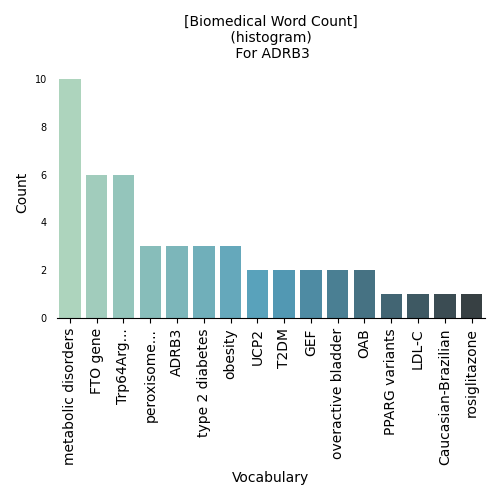 [Biomedical Word Count]
(histogram)
For ADRB3
Count
10
8
6
4
2
0
metabolic disorders
FTO gene
Trp64Arg...
peroxisome...
ADRB3
type 2 diabetes
obesity
UCP2
T2DM
GEF
overactive bladder
OAB
PPARG variants
LDL-C
Caucasian-Brazilian
rosiglitazone
Vocabulary